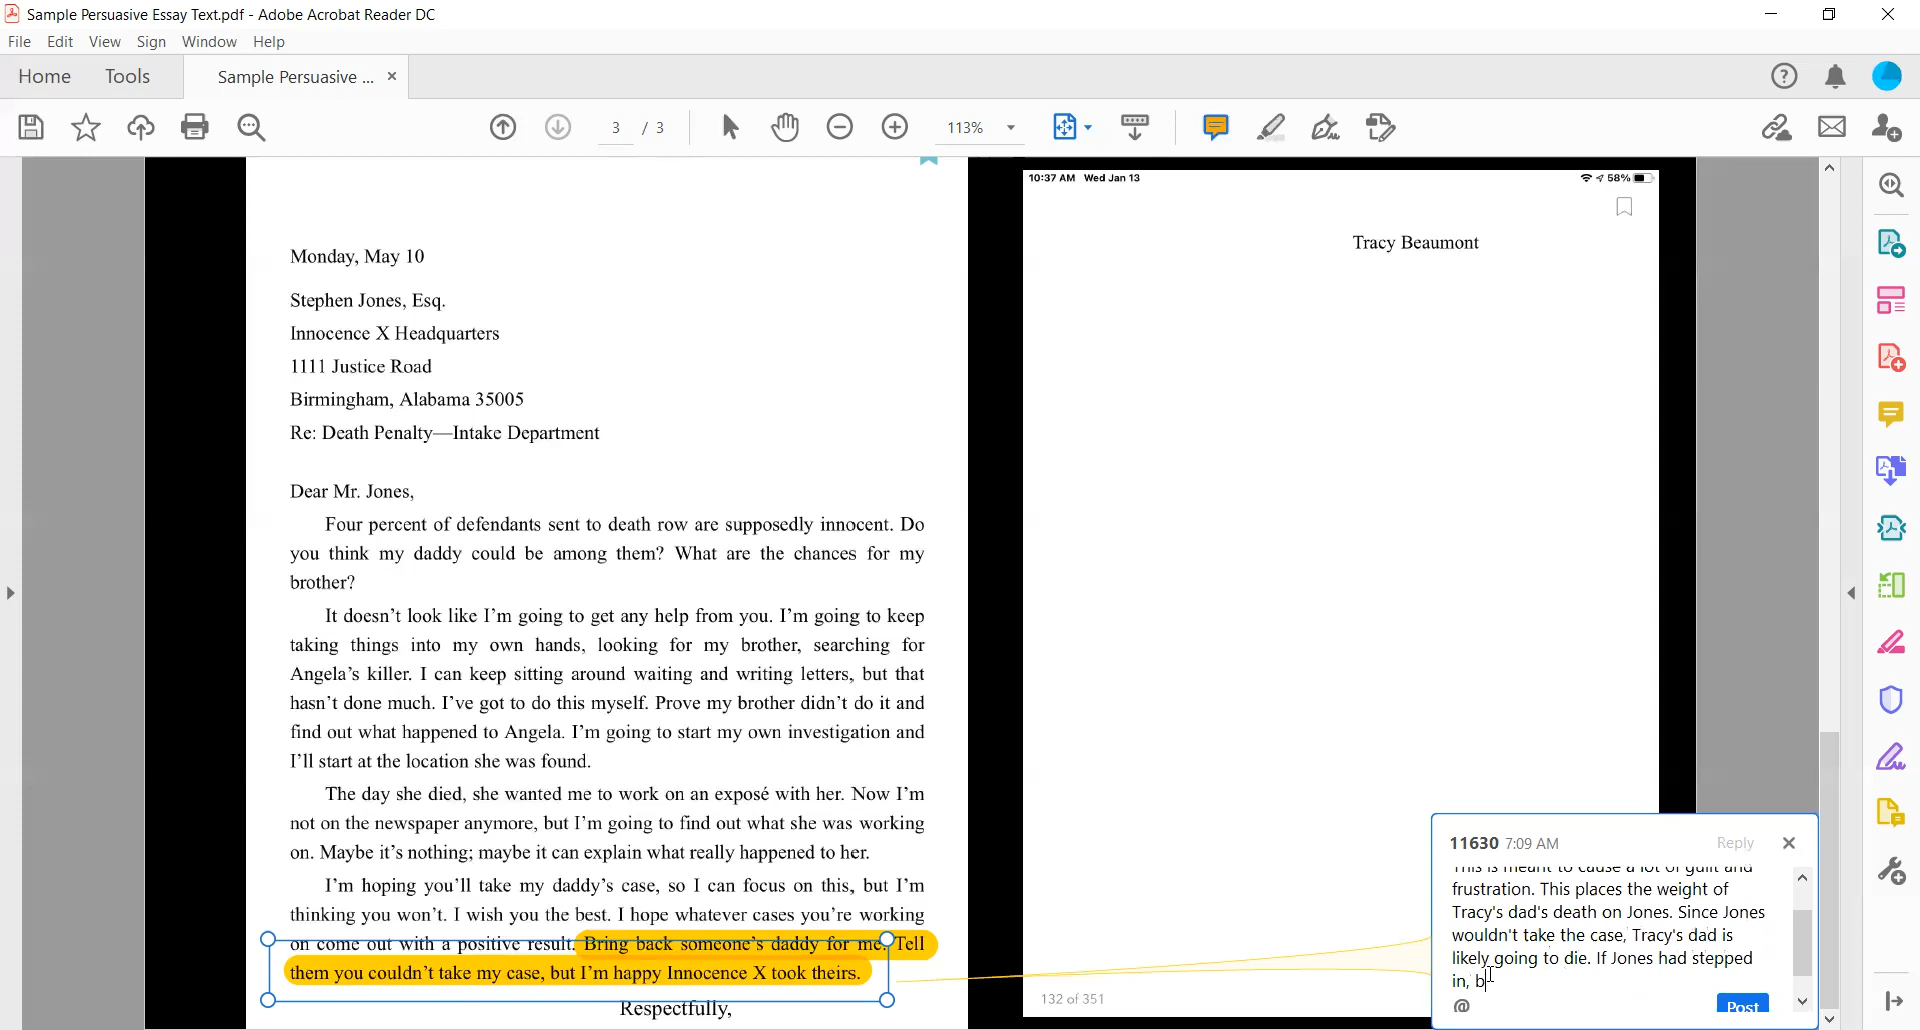 Sample Persuasive Essay Text.pdf - Adobe Acrobat Reader DC
File Edit View Sign Window Help
Home Tools Sample Persuasive ... ×
3 / 3 113%
Monday, May 10
Stephen Jones, Esq.
Innocence X Headquarters
1111 Justice Road
Birmingham, Alabama 35005
Re: Death Penalty—Intake Department
Dear Mr. Jones,
Four percent of defendants sent to death row are supposedly innocent. Do
you think my daddy could be among them? What are the chances for my
brother?
It doesn't look like I'm going to get any help from you. I'm going to keep
taking things into my own hands, looking for my brother, searching for
Angela's killer. I can keep sitting around waiting and writing letters, but that
hasn't done much. I've got to do this myself. Prove my brother didn't do it and
find out what happened to Angela. I'm going to start my own investigation and
I'll start at the location she was found.
The day she died, she wanted me to work on an exposé with her. Now I'm
not on the newspaper anymore, but I'm going to find out what she was working
on. Maybe it's nothing; maybe it can explain what really happened to her.
I'm hoping you'll take my daddy's case, so I can focus on this, but I'm
thinking you won't. I wish you the best. I hope whatever cases you're working
on come out with a positive result. Bring back someone's daddy for me. Tell
them you couldn't take my case, but I'm happy Innocence X took theirs.
Respectfully,
10:37 AM Wed Jan 13 58%
Tracy Beaumont
132 of 351
11630 7:09 AM Reply
This is meant to cause a lot of guilt and
frustration. This places the weight of
Tracy's dad's death on Jones. Since Jones
wouldn't take the case, Tracy's dad is
likely going to die. If Jones had stepped
in, b
@ Post